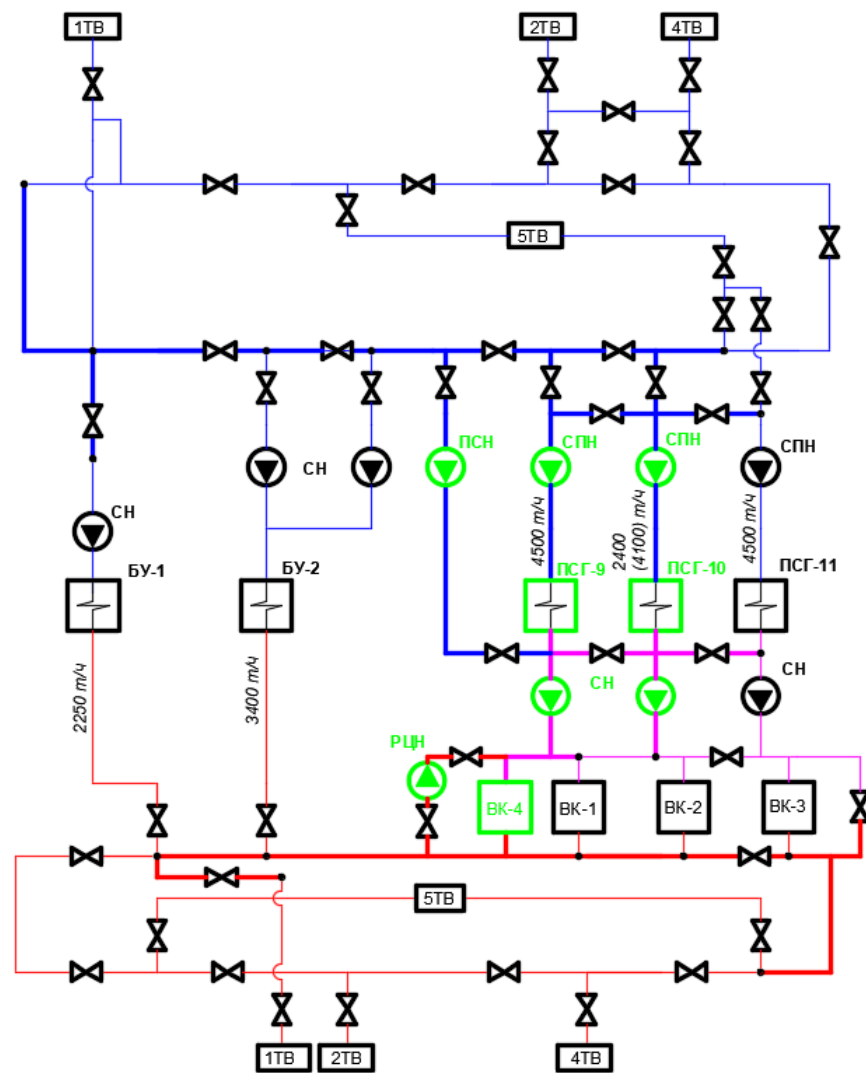 1ТВ
2ТВ
4ТВ
5ТВ
ПСН
СПН
СПН
СПН
СН
СН
4500 т/ч
2400
(4100) т/ч
4500 т/ч
БУ-1
БУ-2
ПСГ-9
ПСГ-10
ПСГ-11
2250 т/ч
3400 т/ч
СН
СН
РЦН
ВК-4
ВК-1
ВК-2
ВК-3
5ТВ
1ТВ
2ТВ
4ТВ